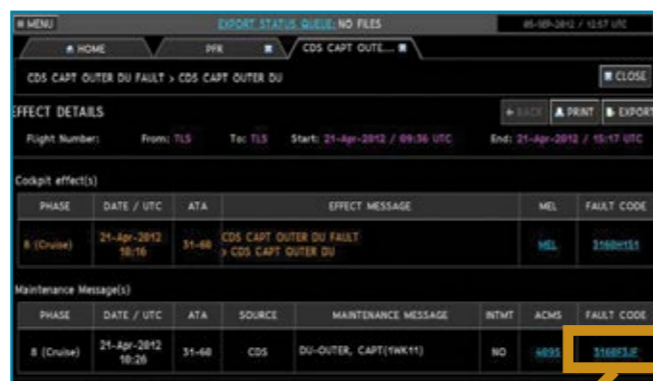 MENU
EXPORT STATUS QUEUE: NO FILES
05-SEP-2012 / 12:57 UTC
HOME
PFR
CDS CAPT OUTE...
CDS CAPT OUTER DU FAULT > CDS CAPT OUTER DU
CLOSE
EFFECT DETAILS
BACK
PRINT
EXPORT
Flight Number: From: TLS To: TLS Start: 21-Apr-2012 / 09:36 UTC End: 21-Apr-2012 / 15:17 UTC
Cockpit effect(s)
PHASE DATE / UTC ATA EFFECT MESSAGE MEL FAULT CODE
8 (Cruise) 21-Apr-2012 10:16 31-60 CDS CAPT OUTER DU FAULT
> CDS CAPT OUTER DU
MEL
Maintenance Message(s)
PHASE DATE / UTC ATA SOURCE MAINTENANCE MESSAGE INTMT ACMS FAULT CODE
8 (Cruise) 21-Apr-2012 10:26 31-60 CDS DU-OUTER, CAPT(1WK11) NO